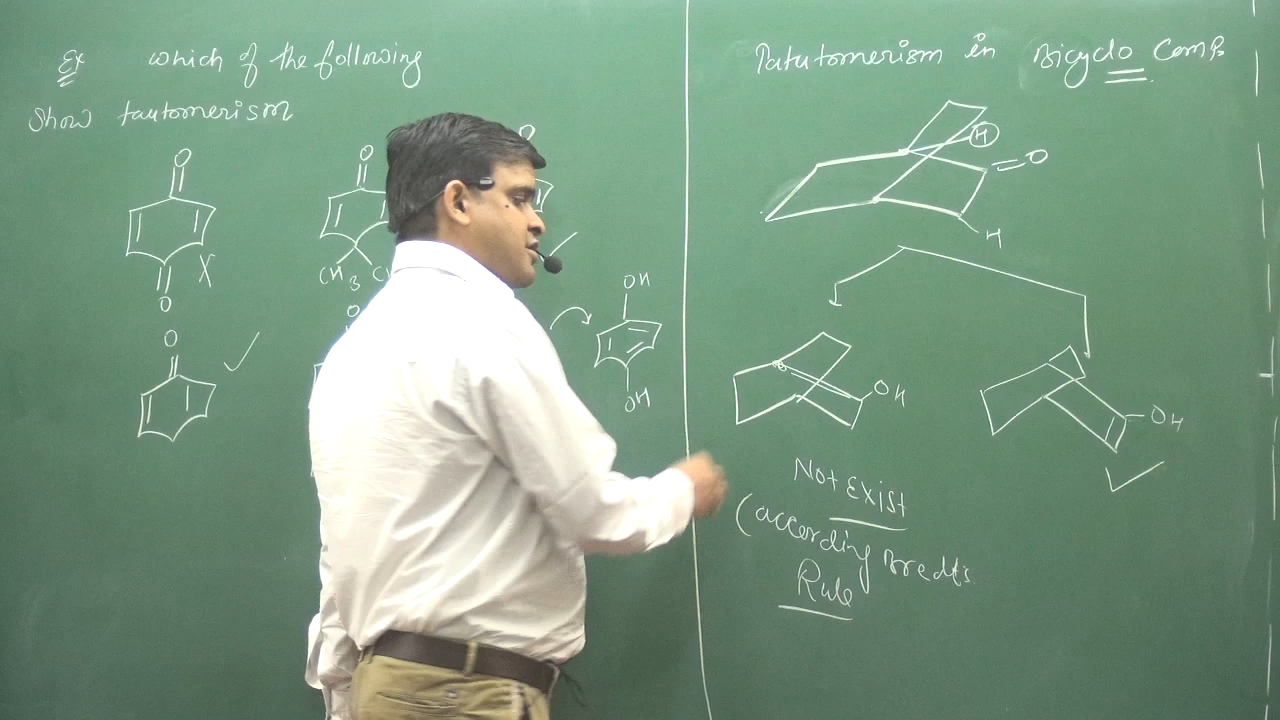 Ex which of the following
Show tautomerism
O
O
O
X
CH3 C
O
O
O
OH
OH
Tatutomerism in Bicyclo Comp.
H
O
H
OH
Not Exist
(according Bredt's
Rule
OH